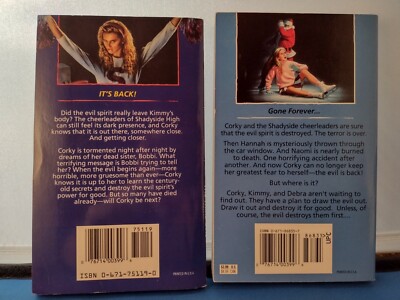 IT'S BACK!
Did the evil spirit really leave Kimmy's
body? The cheerleaders of Shadyside High
can still feel its dark presence, and Corky
knows that it is out there, somewhere close.
And getting closer.
Corky is tormented night after night by
dreams of her dead sister, Bobbi. What
terrifying message is Bobbi trying to tell
her? When the evil begins again—much
more horrible, more gruesome than ever—Corky
knows it is up to her to learn the century-
old secrets and destroy the evil spirit's
power for good. But so many have died
already—will Corky be next?
75119
ISBN 0-671-75119-0
Gone Forever...
Corky and the Shadyside cheerleaders are sure
that the evil spirit is destroyed. The terror is over.
Then Hannah is mysteriously thrown through
the car window. And Naomi is nearly burned
to death. One horrifying accident after
another. And now Corky can no longer keep
her greatest fear to herself—the evil is back!
But where is it?
Corky, Kimmy, and Debra aren't waiting to
find out. They have a plan to draw the evil out.
Draw it out and destroy it for good. Unless, of
course, the evil destroys them first....